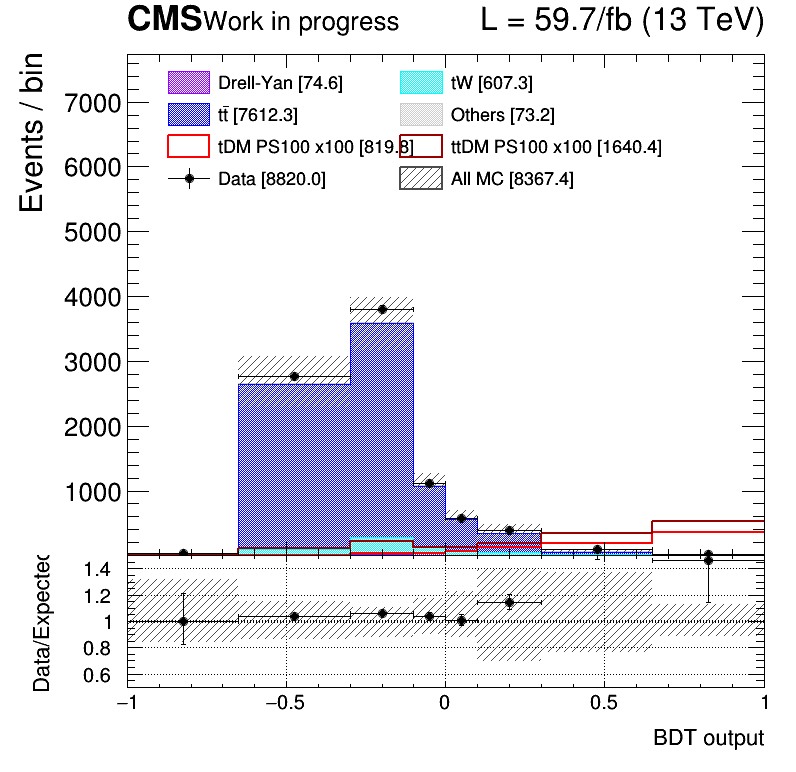 CMS Work in progress L = 59.7/fb (13 TeV)
Events / bin
Drell-Yan [74.6] tW [607.3]
tt̄ [7612.3] Others [73.2]
tDM PS100 x100 [819.8] ttDM PS100 x100 [1640.4]
Data [8820.0] All MC [8367.4]
7000
6000
5000
4000
3000
2000
1000
Data/Expected
1.4
1.2
1
0.8
0.6
−1 −0.5 0 0.5 1
BDT output